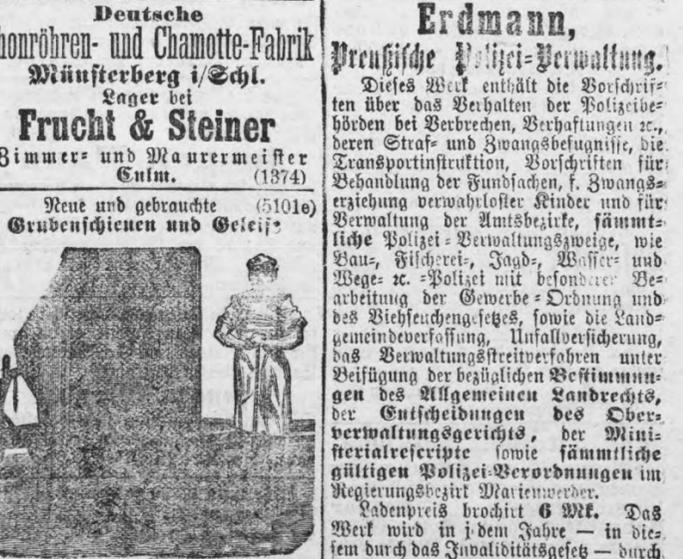 Deutsche
honröhren- und Chamotte-Fabrik
Münsterberg i/Schl.
Lager bei
Frucht & Steiner
Zimmer- und Maurermeister
Culm. (1374)
Neue und gebrauchte (5101e)
Grubenschienen und Geleise
Erdmann,
Preußische Polizei-Verwaltung.
Dieses Werk enthält die Vorschrif-
ten über das Verhalten der Polizeibe-
hörden bei Verbrechen, Verhaftungen ꝛc.,
deren Straf- und Zwangsbefugnisse, die
Transportinstruktion, Vorschriften für
Behandlung der Fundsachen, f. Zwangs-
erziehung verwahrloster Kinder und für
Verwaltung der Amtsbezirke, sämmt-
liche Polizei-Verwaltungszweige, wie
Bau-, Fischerei-, Jagd-, Wasser- und
Wege- ꝛc. -Polizei mit besonderer Be-
arbeitung der Gewerbe-Ordnung und
des Viehseuchengesetzes, sowie die Land-
gemeindeverfassung, Unfallversicherung,
das Verwaltungsstreitverfahren unter
Beifügung der bezüglichen Bestimmun-
gen des Allgemeinen Landrechts,
der Entscheidungen des Ober-
verwaltungsgerichts, der Mini-
sterialrescripte sowie sämmtliche
gültigen Polizei-Verordnungen im
Regierungsbezirk Marienwerder.
Ladenpreis brochirt 6 Mk. Das
Werk wird in jedem Jahre — in die-
sem durch das Invaliditätsgesetz — durch